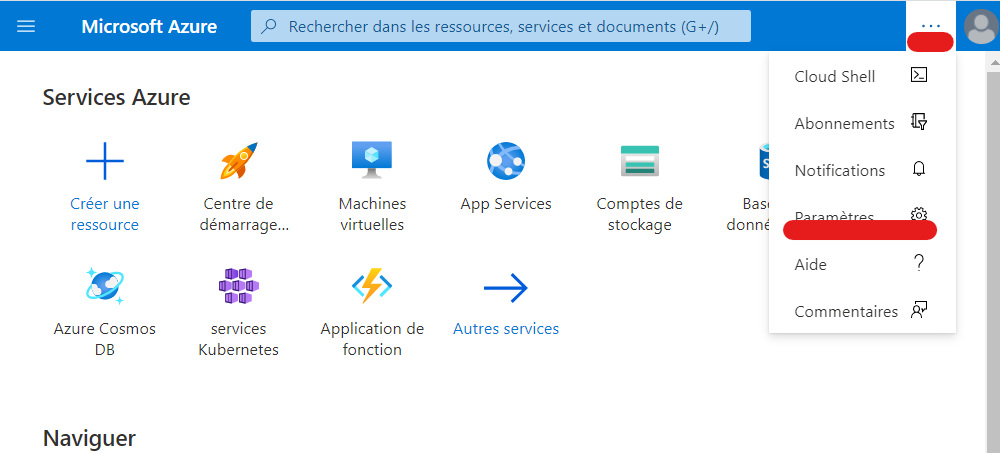 Microsoft Azure
Rechercher dans les ressources, services et documents (G+/)
...
Cloud Shell
Abonnements
Notifications
Paramètres
Aide
Commentaires
Services Azure
Créer une
ressource
Centre de
démarrage...
Machines
virtuelles
App Services
Comptes de
stockage
Azure Cosmos
DB
services
Kubernetes
Application de
fonction
Autres services
Naviguer